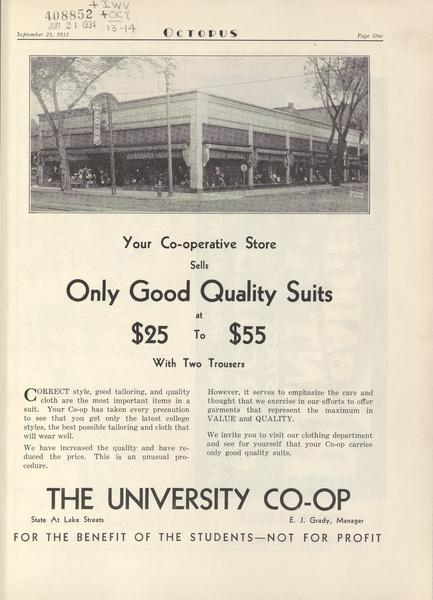 408852 + IWV
+ OCT
JUN 21 1934
13-14
September 25, 1931
OCTOPUS
Page One
Your Co-operative Store
Sells
Only Good Quality Suits
at
$25 To $55
With Two Trousers
CORRECT style, good tailoring, and quality
cloth are the most important items in a
suit. Your Co-op has taken every precaution
to see that you get only the latest college
styles, the best possible tailoring and cloth that
will wear well.
We have increased the quality and have re-
duced the price. This is an unusual pro-
cedure.
However, it serves to emphasize the care and
thought that we exercise in our efforts to offer
garments that represent the maximum in
VALUE and QUALITY.
We invite you to visit our clothing department
and see for yourself that your Co-op carries
only good quality suits.
THE UNIVERSITY CO-OP
State At Lake Streets
E. J. Grady, Manager
FOR THE BENEFIT OF THE STUDENTS—NOT FOR PROFIT